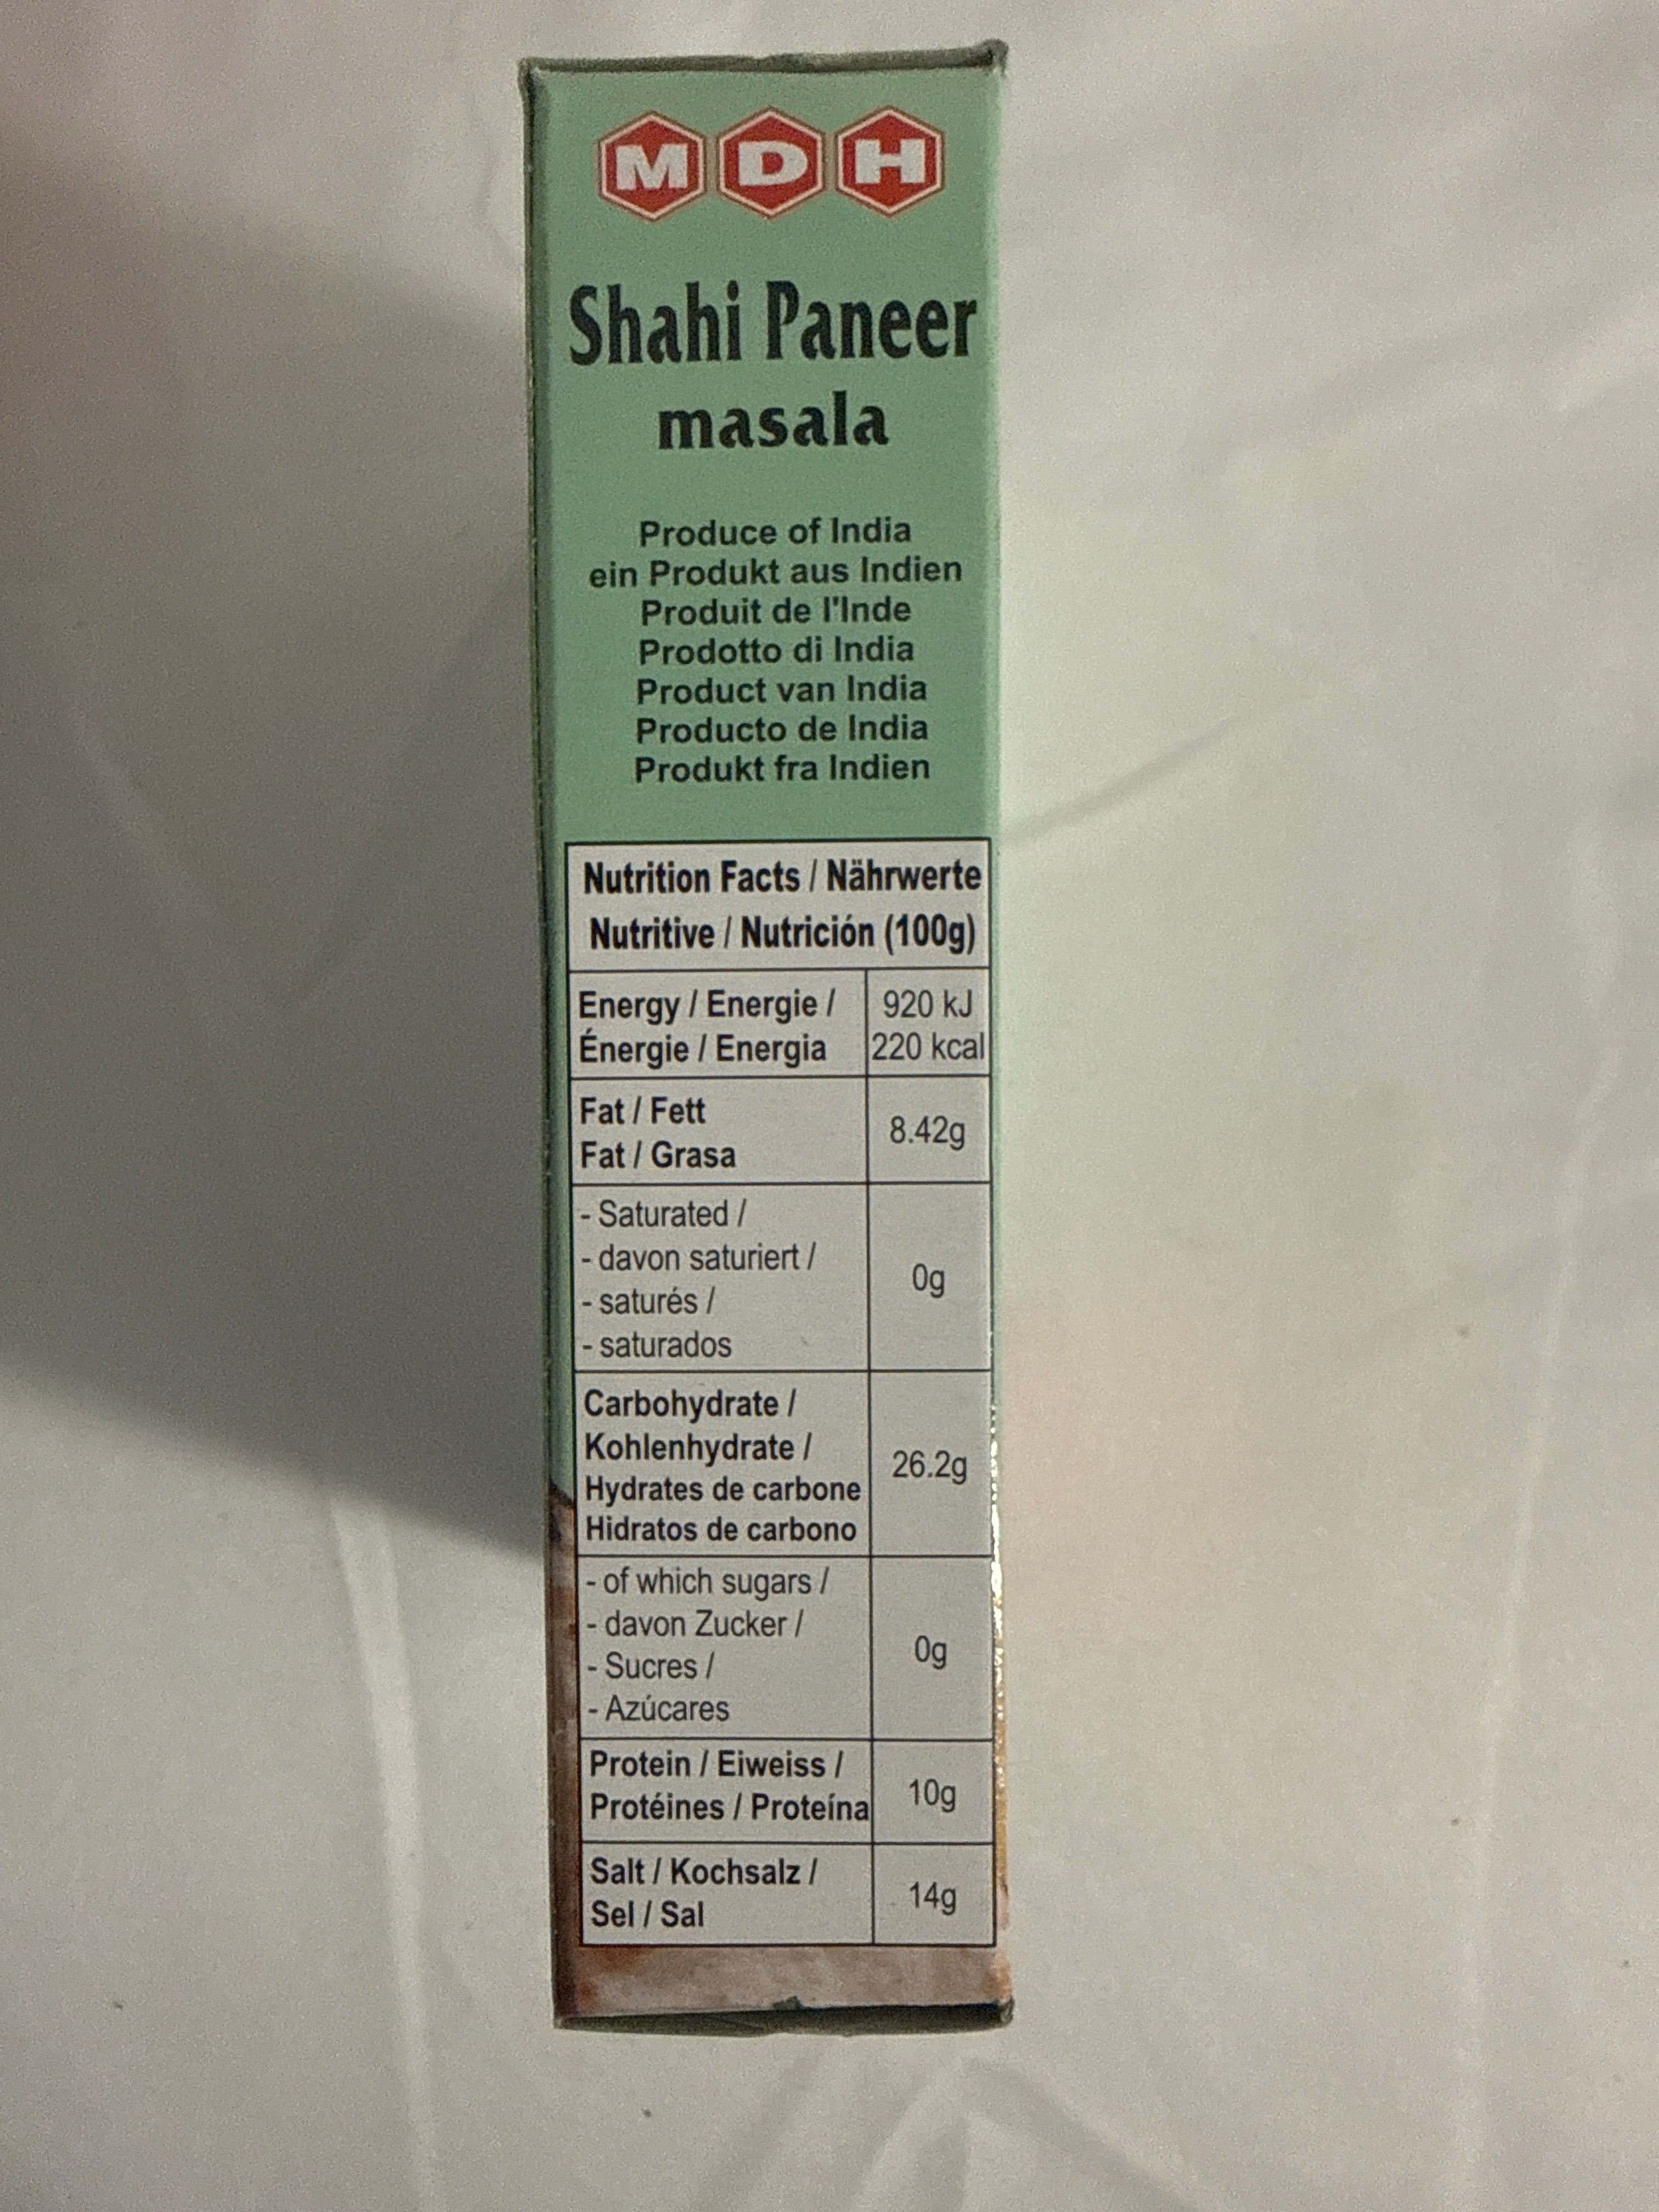 MDH
Shahi Paneer
masala
Produce of India
ein Produkt aus Indien
Produit de l'Inde
Prodotto di India
Product van India
Producto de India
Produkt fra Indien
Nutrition Facts / Nährwerte
Nutritive / Nutrición (100g)
Energy / Energie / 920 kJ
Énergie / Energia 220 kcal
Fat / Fett
Fat / Grasa
8.42g
- Saturated /
- davon saturiert /
- saturés /
- saturados
0g
Carbohydrate /
Kohlenhydrate /
Hydrates de carbone
Hidratos de carbono
26.2g
- of which sugars /
- davon Zucker /
- Sucres /
- Azúcares
0g
Protein / Eiweiss /
Protéines / Proteína
10g
Salt / Kochsalz /
Sel / Sal
14g